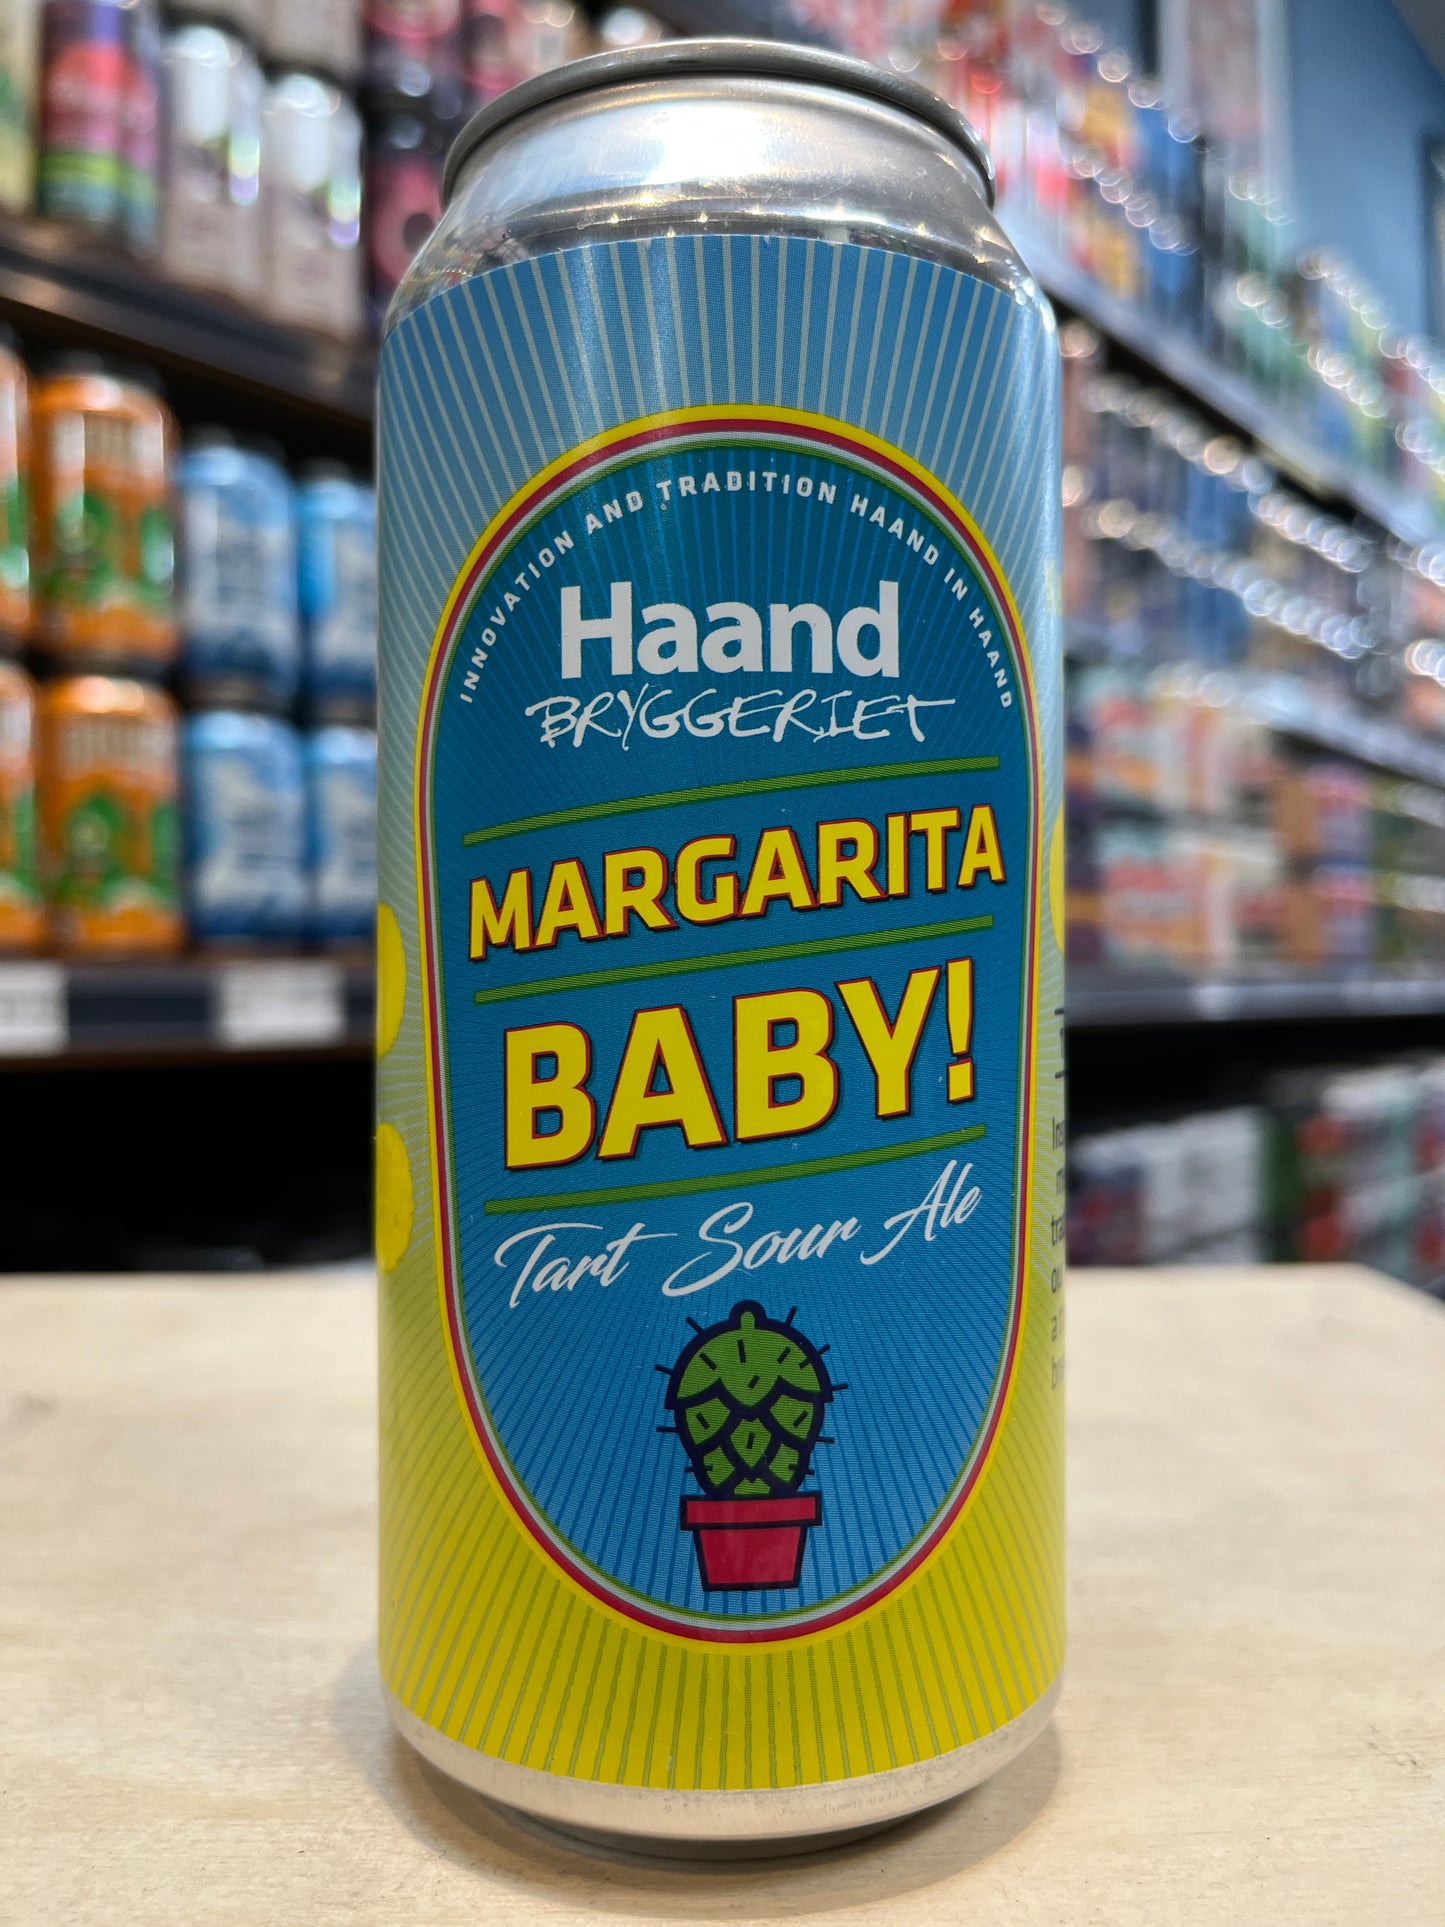 INNOVATION AND TRADITION HAAND IN HAAND
Haand
BRYGGERIET
MARGARITA
BABY!
Tart Sour Ale